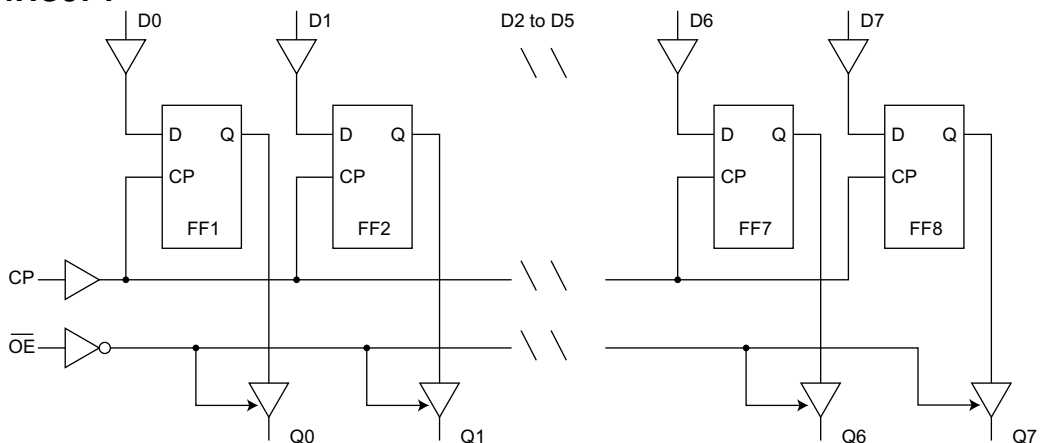 D0 D1 D2 to D5 D6 D7
D Q D Q D Q D Q
CP CP CP CP
FF1 FF2 FF7 FF8
CP
O̅E̅
Q0 Q1 Q6 Q7